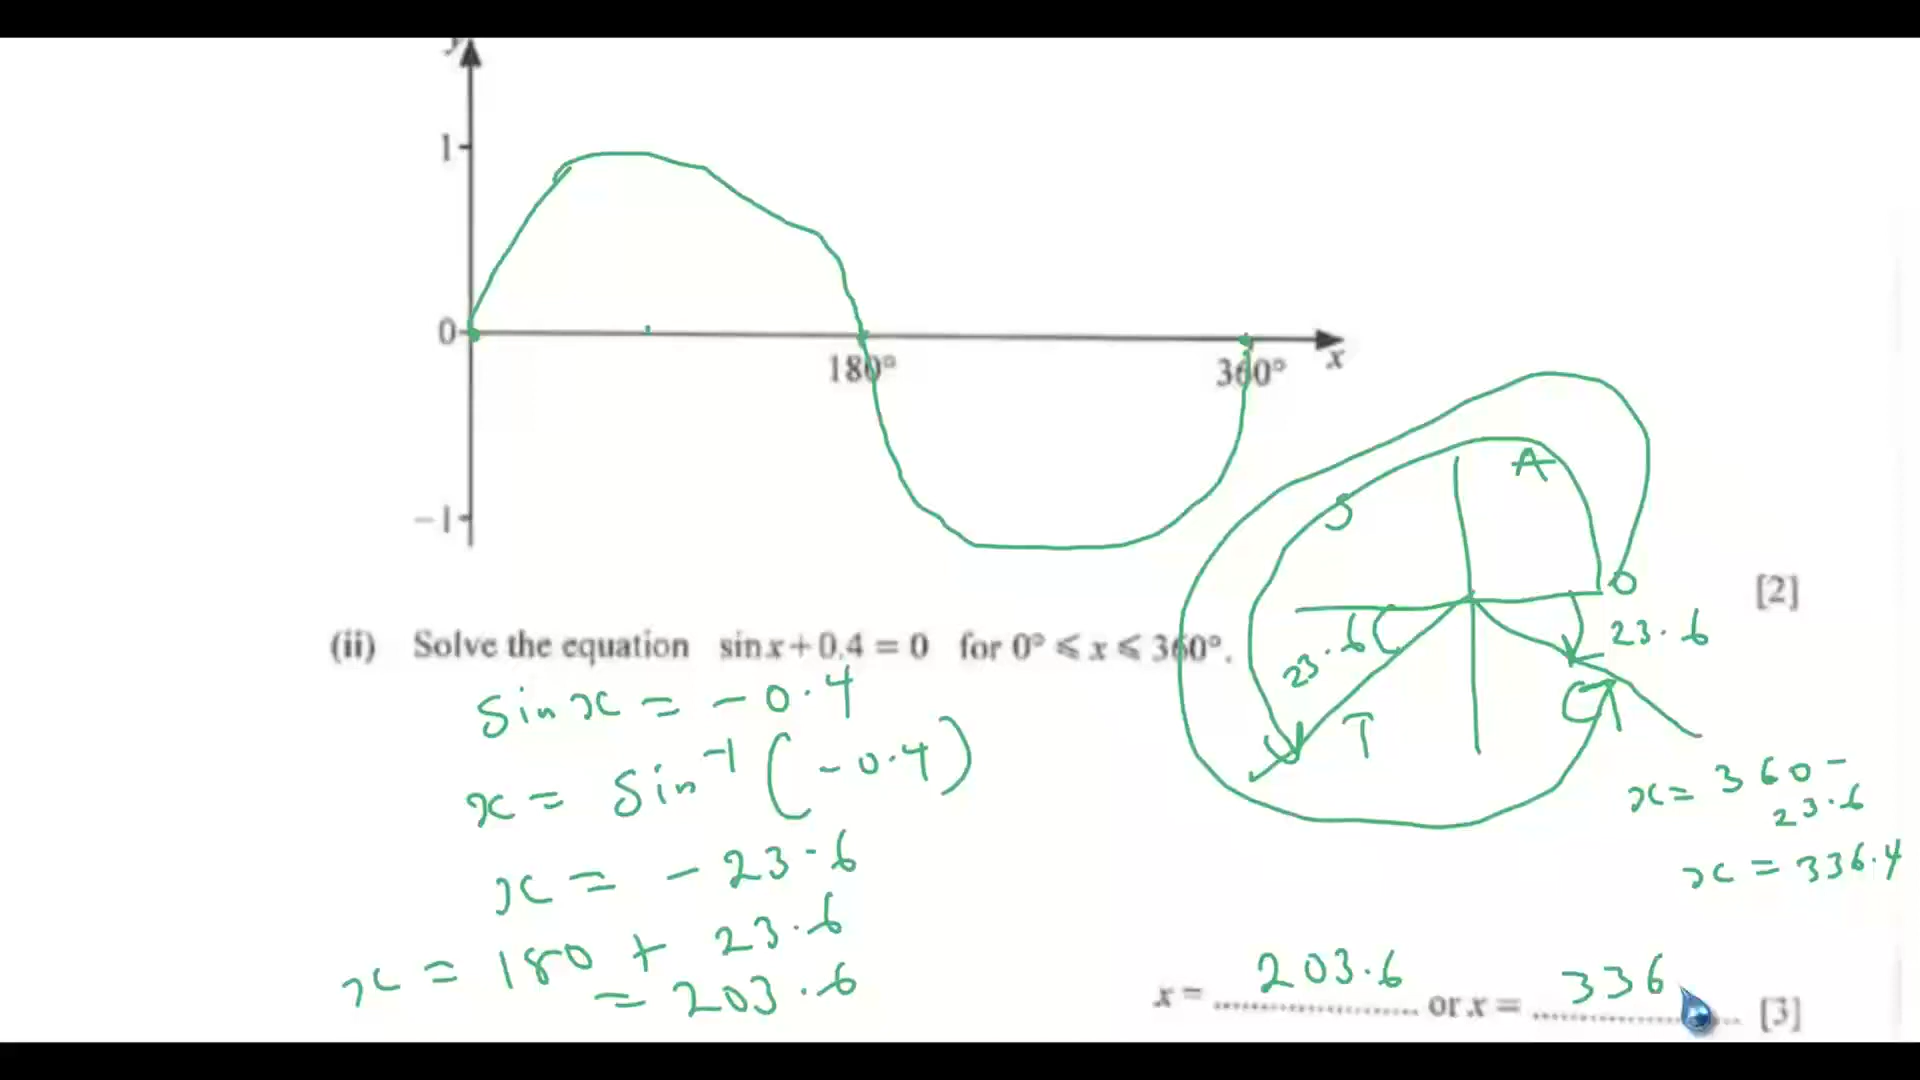 y
1
0
180°
360°
x
−1
[2]
A
S
0
23.6
23.6
T
C
(ii) Solve the equation sin x + 0.4 = 0 for 0° ⩽ x ⩽ 360°.
sin x = −0.4
x = sin⁻¹ (−0.4)
x = −23.6
x = 180 + 23.6
= 203.6
x = 360 −
23.6
x = 336.4
x = 203.6 or x = 336 [3]